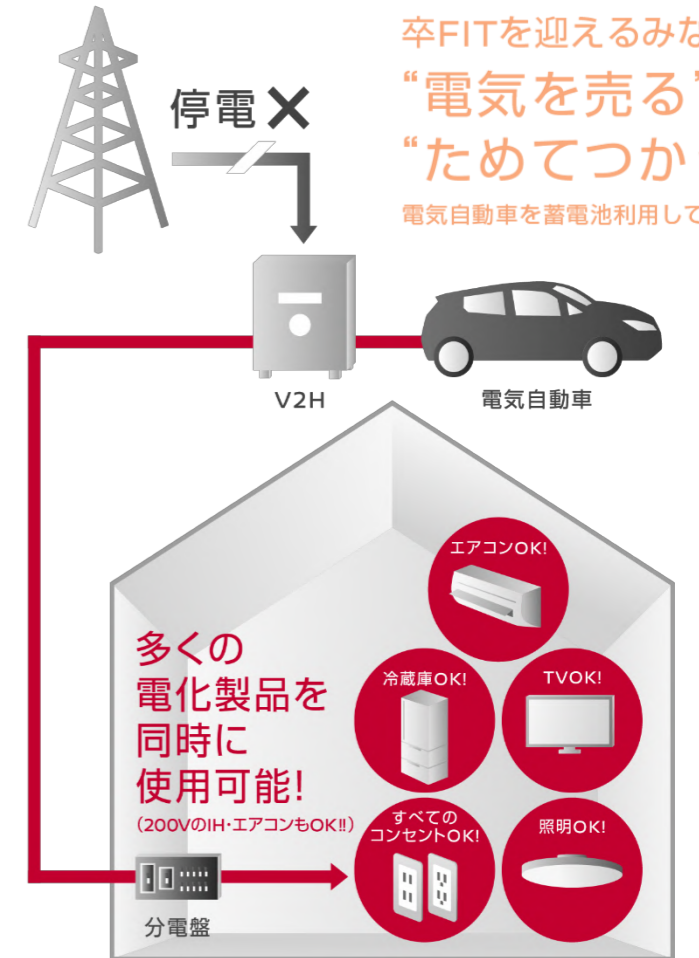 卒FITを迎えるみな
“電気を売る”
“ためてつか
電気自動車を蓄電池利用して
停電×
V2H
電気自動車
エアコンOK!
冷蔵庫OK!
TVOK!
多くの
電化製品を
同時に
使用可能!
(200VのIH・エアコンもOK!!)
すべての
コンセントOK!
照明OK!
分電盤